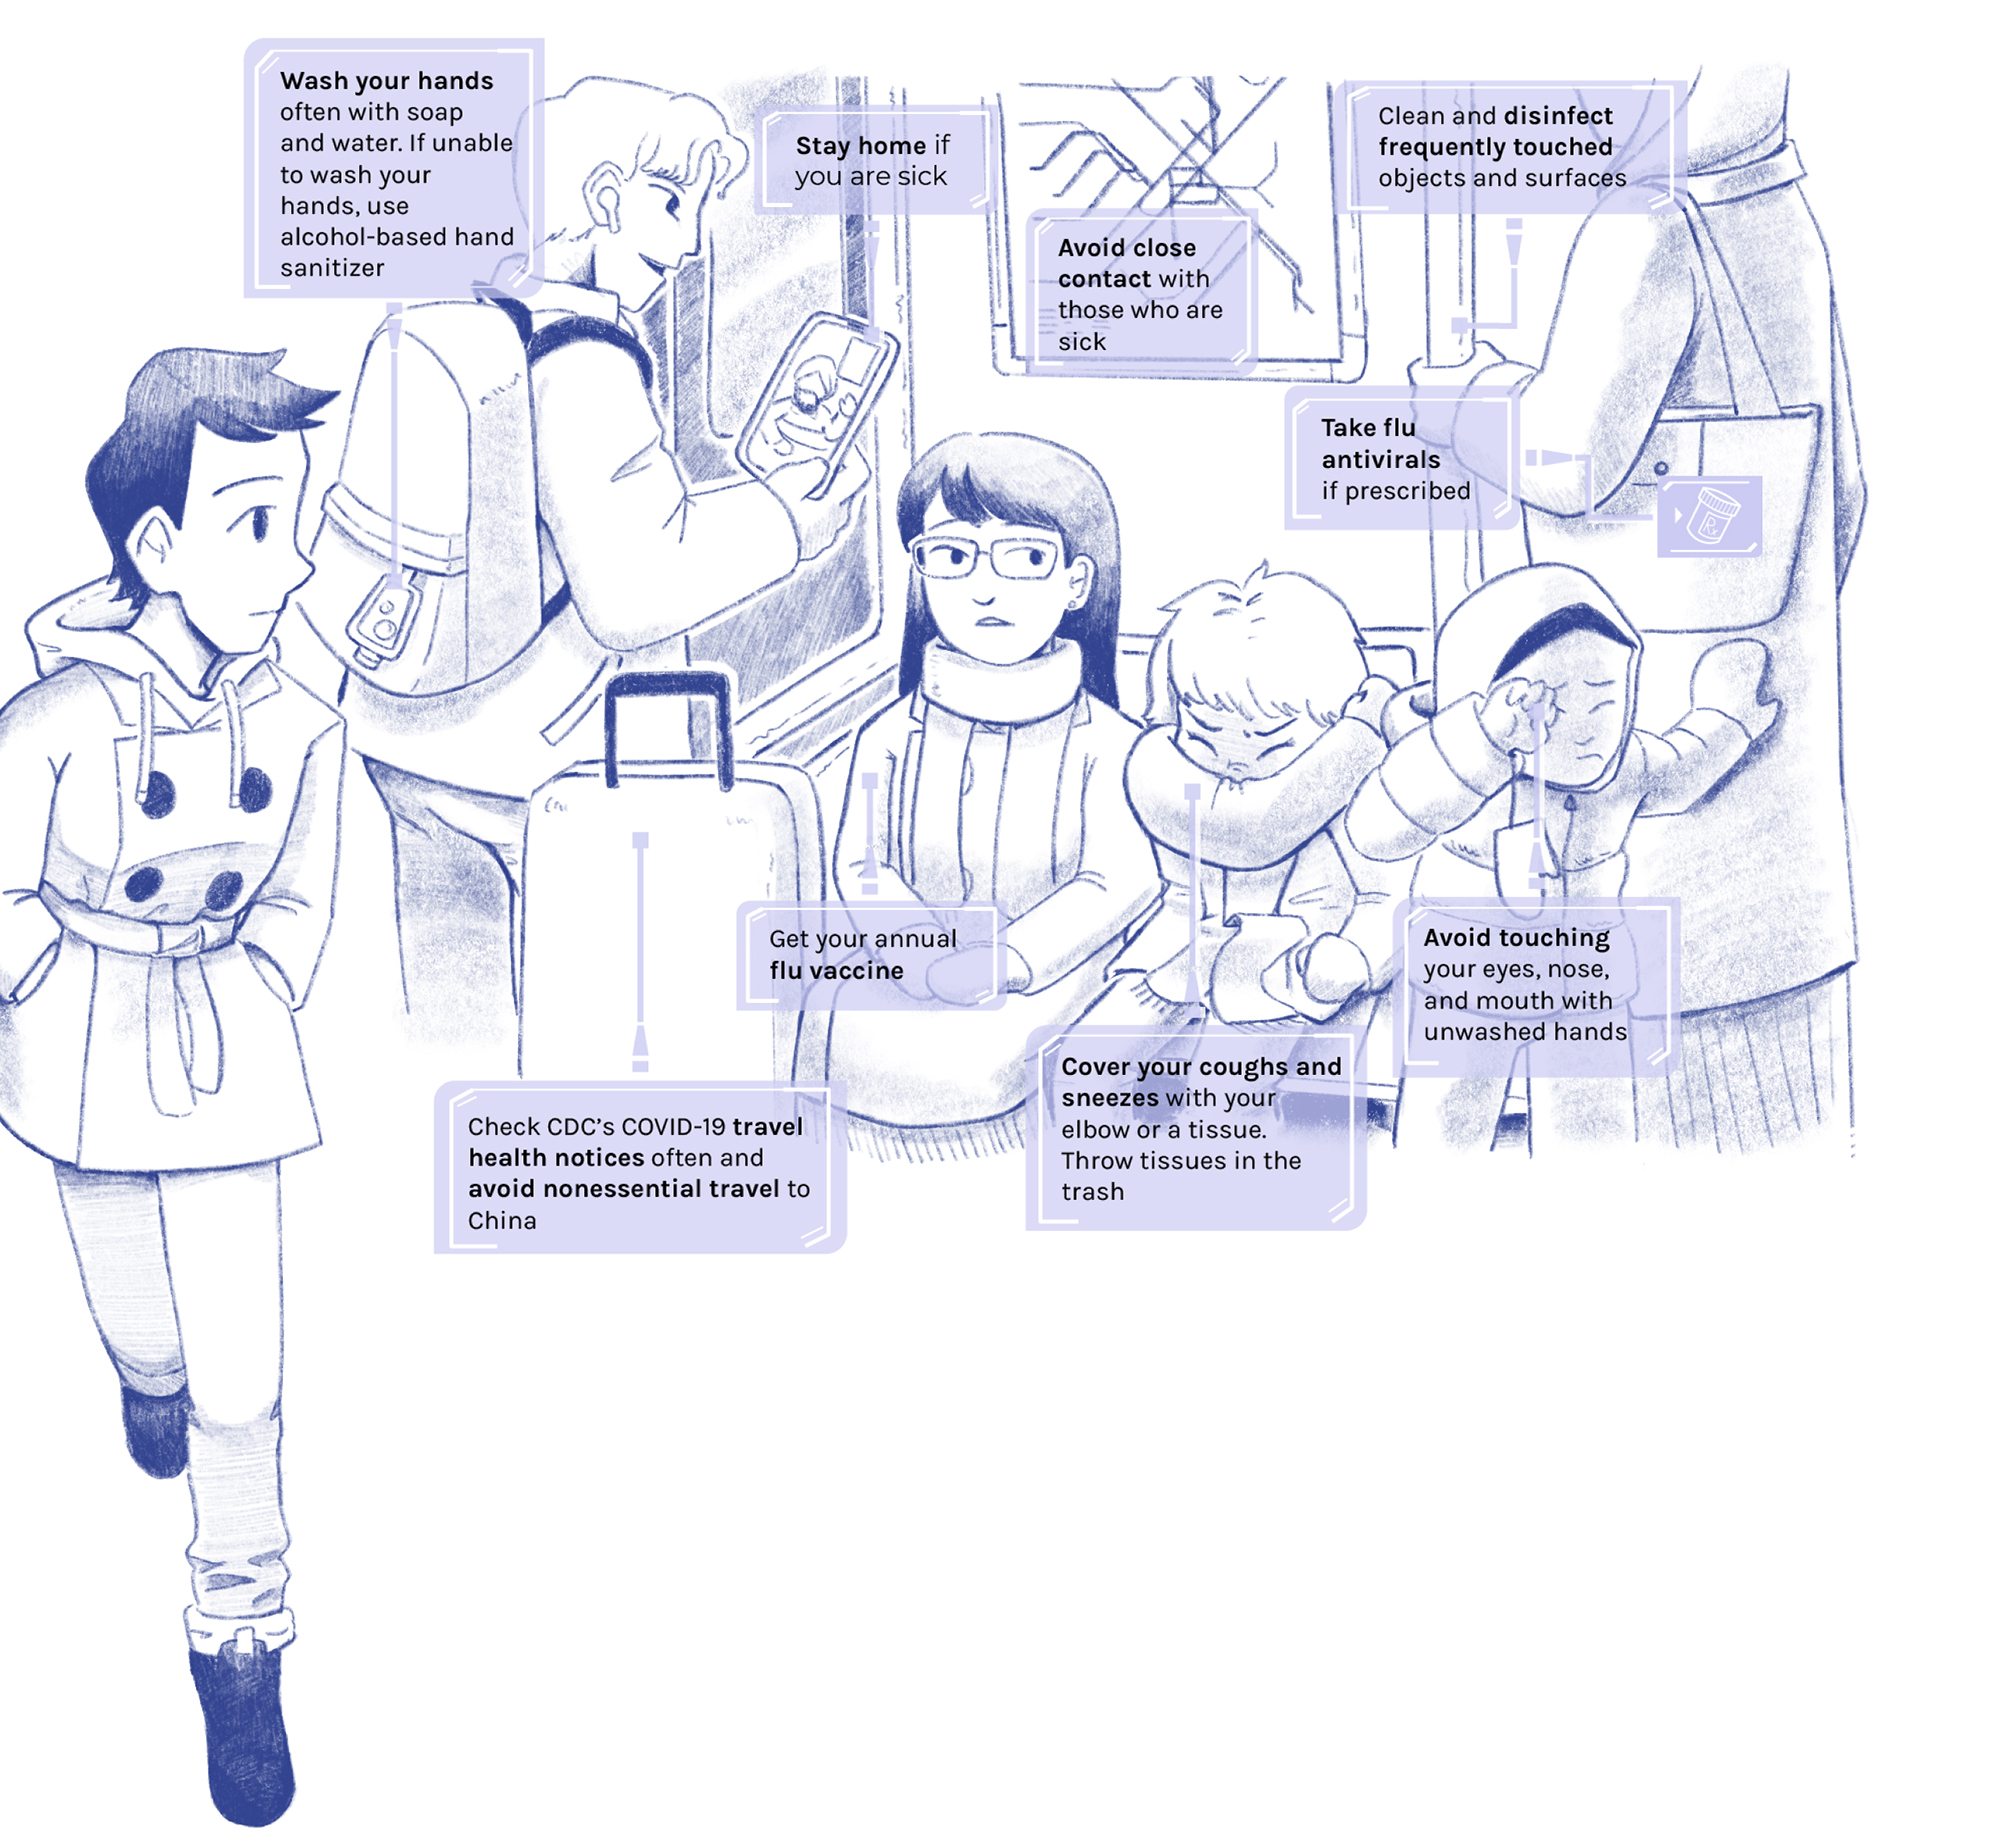 Wash your hands
often with soap
and water. If unable
to wash your
hands, use
alcohol-based hand
sanitizer
Stay home if
you are sick
Avoid close
contact with
those who are
sick
Clean and disinfect
frequently touched
objects and surfaces
Take flu
antivirals
if prescribed
Get your annual
flu vaccine
Check CDC’s COVID-19 travel
health notices often and
avoid nonessential travel to
China
Cover your coughs and
sneezes with your
elbow or a tissue.
Throw tissues in the
trash
Avoid touching
your eyes, nose,
and mouth with
unwashed hands